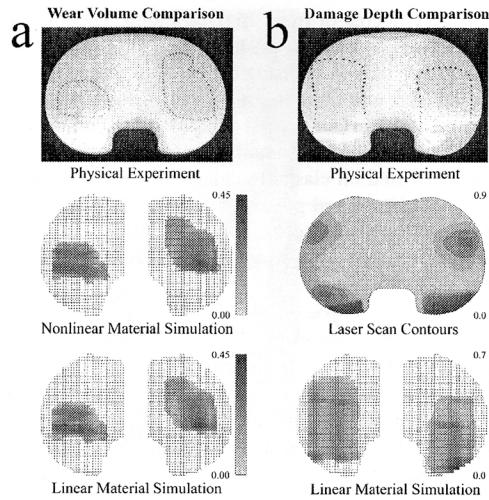 a
Wear Volume Comparison
Physical Experiment
0.45
0.00
Nonlinear Material Simulation
0.45
0.00
Linear Material Simulation
b
Damage Depth Comparison
Physical Experiment
0.9
0.0
Laser Scan Contours
0.7
0.0
Linear Material Simulation